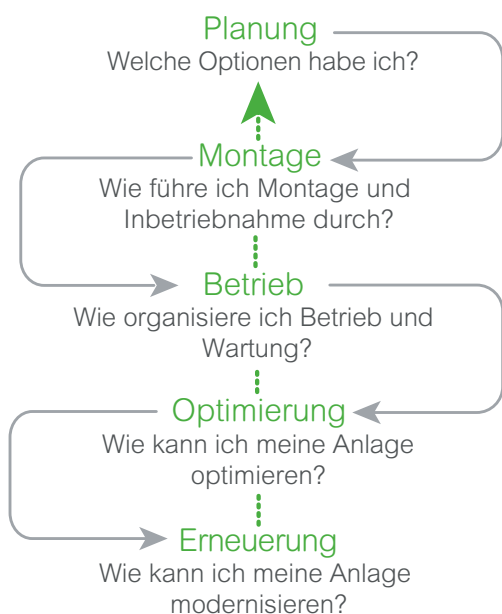 Planung
Welche Optionen habe ich?
Montage
Wie führe ich Montage und
Inbetriebnahme durch?
Betrieb
Wie organisiere ich Betrieb und
Wartung?
Optimierung
Wie kann ich meine Anlage
optimieren?
Erneuerung
Wie kann ich meine Anlage
modernisieren?